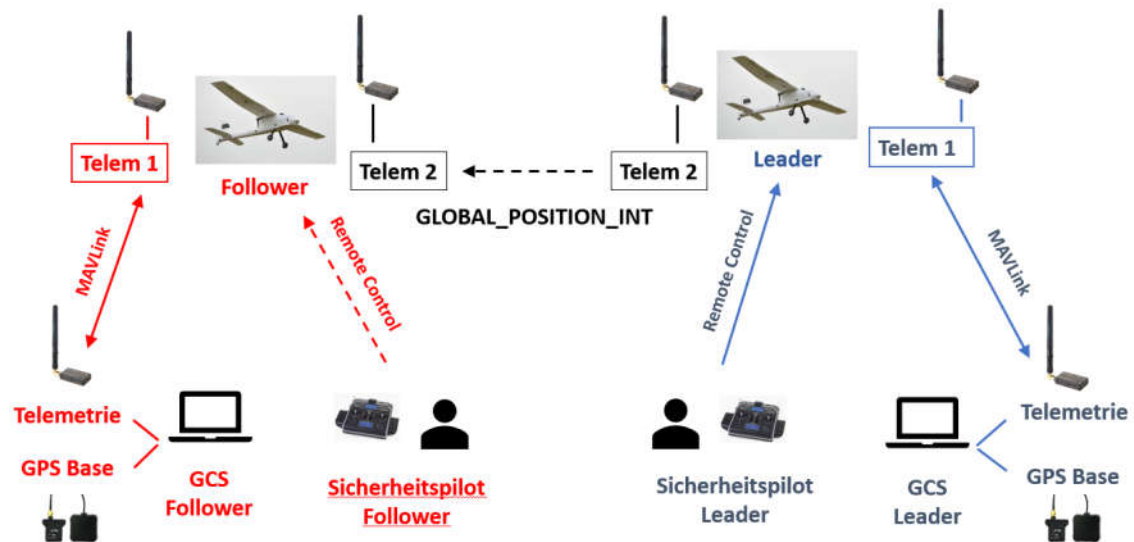 Telem 1
Follower
Telem 2
Telem 2
Leader
Telem 1
GLOBAL_POSITION_INT
MAVLink
Remote Control
Remote Control
MAVLink
Telemetrie
GPS Base
GCS
Follower
Sicherheitspilot
Follower
Sicherheitspilot
Leader
GCS
Leader
Telemetrie
GPS Base